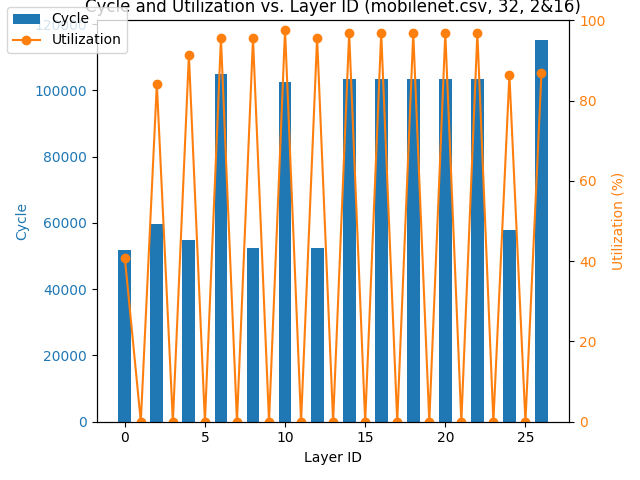 Cycle and Utilization vs. Layer ID (mobilenet.csv, 32, 2&16)
Cycle
Utilization
120000
100000
80000
60000
40000
20000
0
Cycle
100
80
60
40
20
0
Utilization (%)
0 5 10 15 20 25
Layer ID